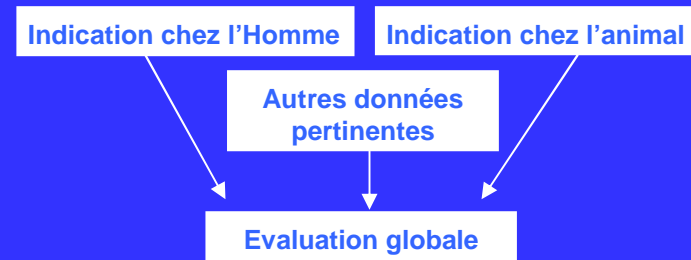 Indication chez l’Homme
Indication chez l’animal
Autres données
pertinentes
Evaluation globale